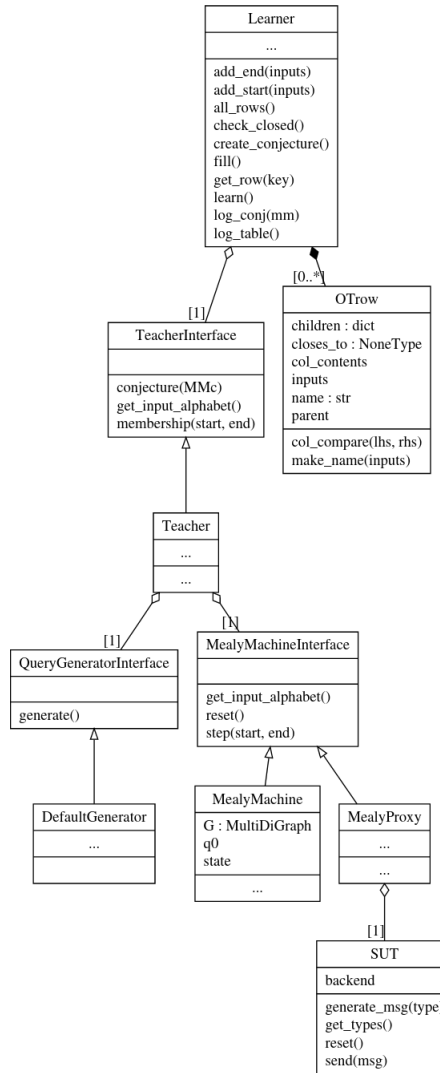 Learner
...
add_end(inputs)
add_start(inputs)
all_rows()
check_closed()
create_conjecture()
fill()
get_row(key)
learn()
log_conj(mm)
log_table()
[1]
[0..*]
TeacherInterface
conjecture(MMc)
get_input_alphabet()
membership(start, end)
OTrow
children : dict
closes_to : NoneType
col_contents
inputs
name : str
parent
col_compare(lhs, rhs)
make_name(inputs)
Teacher
...
...
[1]
[1]
QueryGeneratorInterface
generate()
MealyMachineInterface
get_input_alphabet()
reset()
step(start, end)
DefaultGenerator
...
MealyMachine
G : MultiDiGraph
q0
state
...
MealyProxy
...
...
[1]
SUT
backend
generate_msg(type)
get_types()
reset()
send(msg)